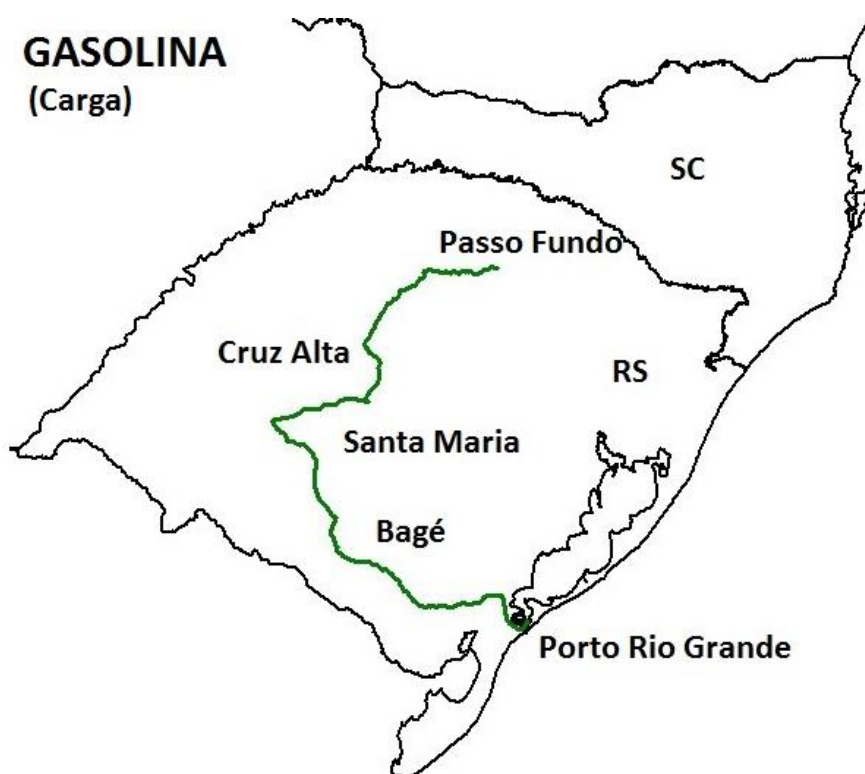 GASOLINA
(Carga)
SC
Passo Fundo
Cruz Alta
RS
Santa Maria
Bagé
Porto Rio Grande